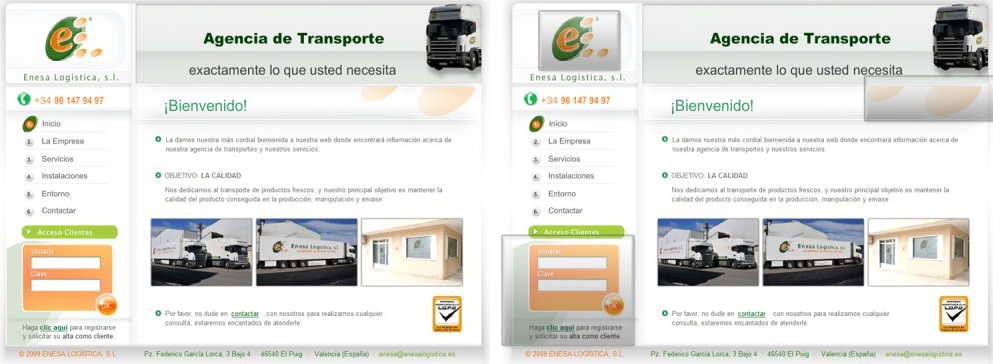 Enesa Logística, s.l.
Agencia de Transporte
exactamente lo que usted necesita
+34 96 147 94 97
¡Bienvenido!
1. Inicio
2. La Empresa
3. Servicios
4. Instalaciones
5. Entorno
6. Contactar
Acceso Clientes
Usuario
Clave
OK
Haga clic aquí para registrarse
y solicitar su alta como cliente.
La damos nuestra más cordial bienvenida a nuestra web donde encontrará información acerca de
nuestra agencia de transportes y nuestros servicios.
OBJETIVO: LA CALIDAD
Nos dedicamos al transporte de productos frescos, y nuestro principal objetivo es mantener la
calidad del producto conseguida en la producción, manipulación y envase.
Enesa Logística, s.l.
Por favor, no dude en contactar con nosotros para realizarnos cualquier
consulta, estaremos encantados de atenderle.
L.O.P.D.
© 2009 ENESA LOGÍSTICA, S.L.
Pz. Federico García Lorca, 3 Bajo 4 · 46540 El Puig · Valencia (España) · enesa@enesalogistica.es
Enesa Logística, s.l.
Agencia de Transporte
exactamente lo que usted necesita
+34 96 147 94 97
¡Bienvenido!
1. Inicio
2. La Empresa
3. Servicios
4. Instalaciones
5. Entorno
6. Contactar
Acceso Clientes
Usuario
Clave
OK
Haga clic aquí para registrarse
y solicitar su alta como cliente.
La damos nuestra más cordial bienvenida a nuestra web donde encontrará información acerca de
nuestra agencia de transportes y nuestros servicios.
OBJETIVO: LA CALIDAD
Nos dedicamos al transporte de productos frescos, y nuestro principal objetivo es mantener la
calidad del producto conseguida en la producción, manipulación y envase.
Enesa Logística, s.l.
Por favor, no dude en contactar con nosotros para realizarnos cualquier
consulta, estaremos encantados de atenderle.
L.O.P.D.
© 2009 ENESA LOGÍSTICA, S.L.
Pz. Federico García Lorca, 3 Bajo 4 · 46540 El Puig · Valencia (España) · enesa@enesalogistica.es